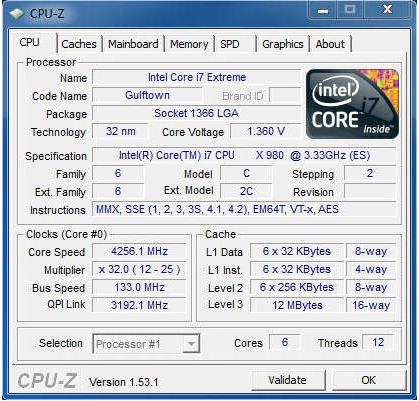 CPU-Z
CPU Caches Mainboard Memory SPD Graphics About
Processor
Name Intel Core i7 Extreme
Code Name Gulftown Brand ID
Package Socket 1366 LGA
Technology 32 nm Core Voltage 1.360 V
(intel) i7
CORE™ inside™
Specification Intel(R) Core(TM) i7 CPU X 980 @ 3.33GHz (ES)
Family 6 Model C Stepping 2
Ext. Family 6 Ext. Model 2C Revision
Instructions MMX, SSE (1, 2, 3, 3S, 4.1, 4.2), EM64T, VT-x, AES
Clocks (Core #0)
Core Speed 4256.1 MHz
Multiplier x 32.0 ( 12 - 25 )
Bus Speed 133.0 MHz
QPI Link 3192.1 MHz
Cache
L1 Data 6 x 32 KBytes 8-way
L1 Inst. 6 x 32 KBytes 4-way
Level 2 6 x 256 KBytes 8-way
Level 3 12 MBytes 16-way
Selection Processor #1 Cores 6 Threads 12
CPU-Z Version 1.53.1 Validate OK